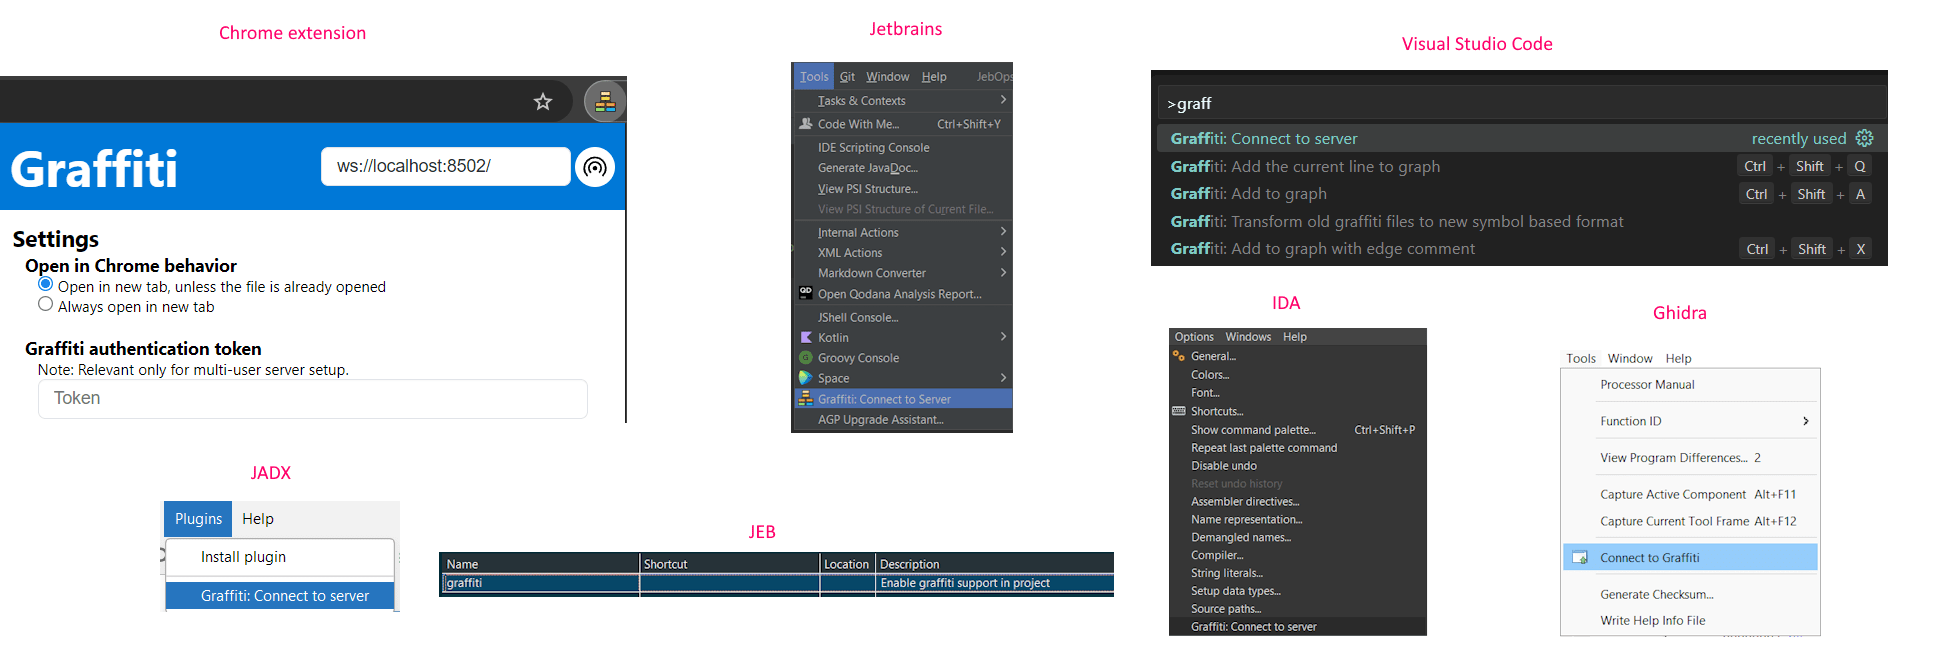 Chrome extension
Graffiti
ws://localhost:8502/
Settings
Open in Chrome behavior
Open in new tab, unless the file is already opened
Always open in new tab
Graffiti authentication token
Note: Relevant only for multi-user server setup.
Token
Jetbrains
Tools Git Window Help JebOps
Tasks & Contexts
Code With Me... Ctrl+Shift+Y
IDE Scripting Console
Generate JavaDoc...
View PSI Structure...
View PSI Structure of Current File...
Internal Actions
XML Actions
Markdown Converter
QD Open Qodana Analysis Report...
JShell Console...
Kotlin
G Groovy Console
Space
Graffiti: Connect to Server
AGP Upgrade Assistant...
Visual Studio Code
>graff
Graffiti: Connect to server recently used
Graffiti: Add the current line to graph Ctrl + Shift + Q
Graffiti: Add to graph Ctrl + Shift + A
Graffiti: Transform old graffiti files to new symbol based format
Graffiti: Add to graph with edge comment Ctrl + Shift + X
IDA
Options Windows Help
General...
Colors...
Font...
Shortcuts...
Show command palette... Ctrl+Shift+P
Repeat last palette command
Disable undo
Reset undo history
Assembler directives...
Name representation...
Demangled names...
Compiler...
String literals...
Setup data types...
Source paths...
Graffiti: Connect to server
Ghidra
Tools Window Help
Processor Manual
Function ID
View Program Differences... 2
Capture Active Component Alt+F11
Capture Current Tool Frame Alt+F12
Connect to Graffiti
Generate Checksum...
Write Help Info File
JADX
Plugins Help
Install plugin
Graffiti: Connect to server
JEB
Name Shortcut Location Description
graffiti Enable graffiti support in project